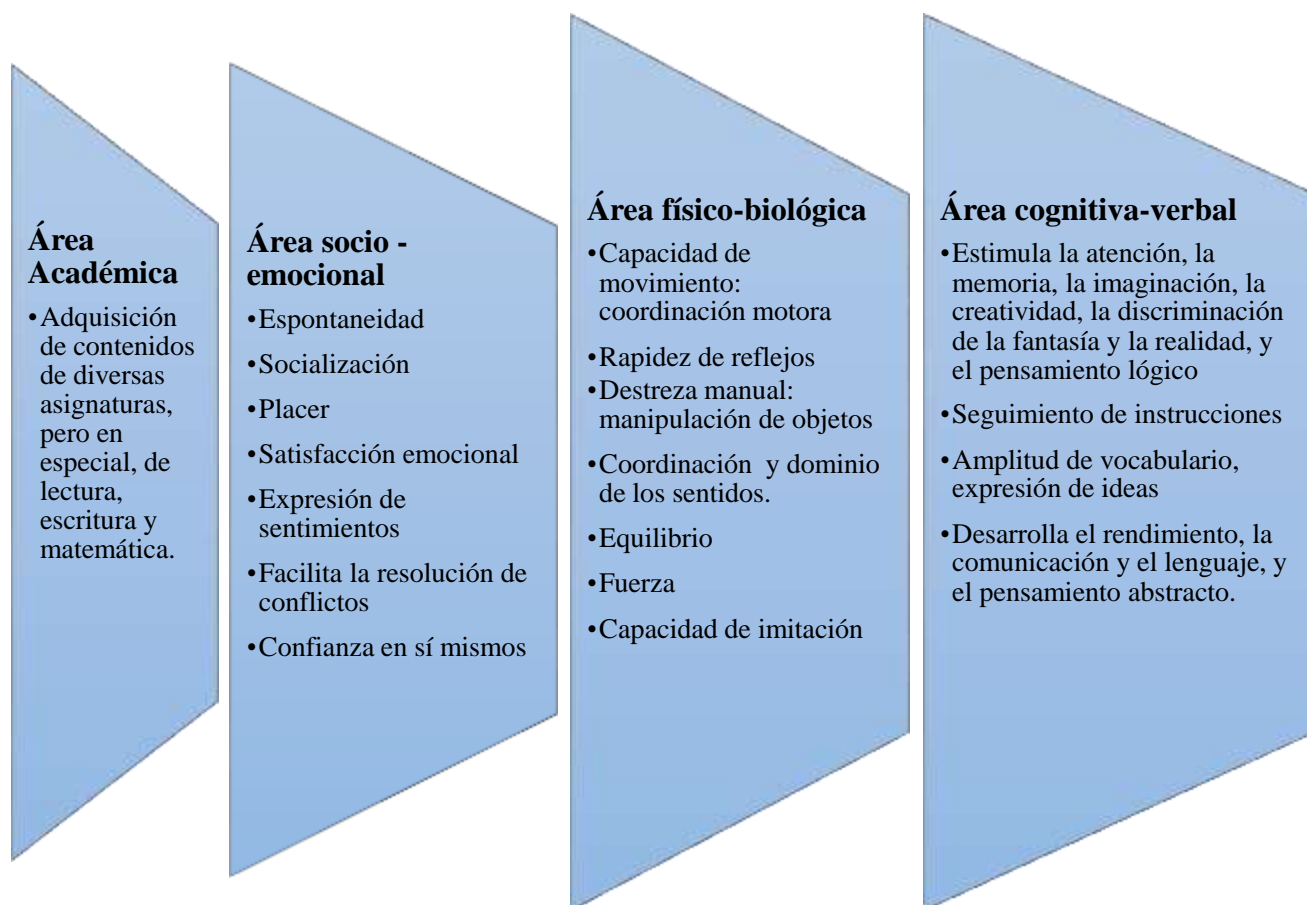 Área
Académica
•Adquisición
de contenidos
de diversas
asignaturas,
pero en
especial, de
lectura,
escritura y
matemática.
Área socio -
emocional
•Espontaneidad
•Socialización
•Placer
•Satisfacción emocional
•Expresión de
sentimientos
•Facilita la resolución de
conflictos
•Confianza en sí mismos
Área físico-biológica
•Capacidad de
movimiento:
coordinación motora
•Rapidez de reflejos
•Destreza manual:
manipulación de objetos
•Coordinación y dominio
de los sentidos.
•Equilibrio
•Fuerza
•Capacidad de imitación
Área cognitiva-verbal
•Estimula la atención, la
memoria, la imaginación, la
creatividad, la discriminación
de la fantasía y la realidad, y
el pensamiento lógico
•Seguimiento de instrucciones
•Amplitud de vocabulario,
expresión de ideas
•Desarrolla el rendimiento, la
comunicación y el lenguaje, y
el pensamiento abstracto.